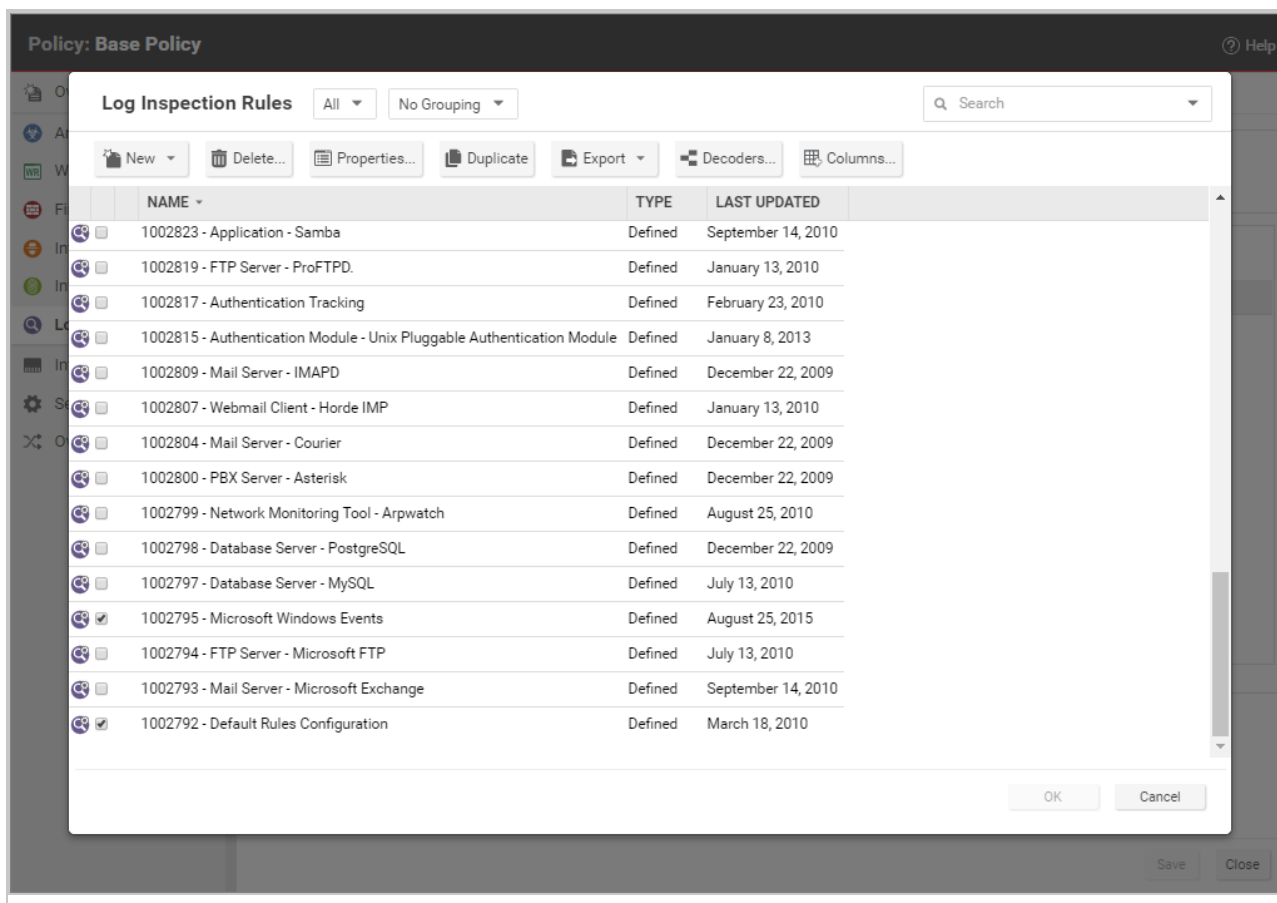 Policy: Base Policy
Help
Log Inspection Rules All No Grouping Search
New Delete... Properties... Duplicate Export Decoders... Columns...
NAME TYPE LAST UPDATED
1002823 - Application - Samba Defined September 14, 2010
1002819 - FTP Server - ProFTPD. Defined January 13, 2010
1002817 - Authentication Tracking Defined February 23, 2010
1002815 - Authentication Module - Unix Pluggable Authentication Module Defined January 8, 2013
1002809 - Mail Server - IMAPD Defined December 22, 2009
1002807 - Webmail Client - Horde IMP Defined January 13, 2010
1002804 - Mail Server - Courier Defined December 22, 2009
1002800 - PBX Server - Asterisk Defined December 22, 2009
1002799 - Network Monitoring Tool - Arpwatch Defined August 25, 2010
1002798 - Database Server - PostgreSQL Defined December 22, 2009
1002797 - Database Server - MySQL Defined July 13, 2010
1002795 - Microsoft Windows Events Defined August 25, 2015
1002794 - FTP Server - Microsoft FTP Defined July 13, 2010
1002793 - Mail Server - Microsoft Exchange Defined September 14, 2010
1002792 - Default Rules Configuration Defined March 18, 2010
OK Cancel
Save Close